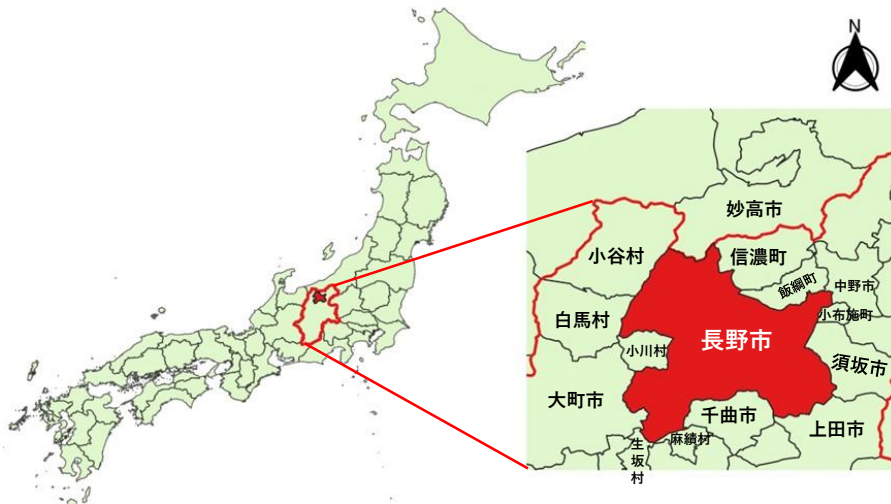 N
妙高市
小谷村
信濃町
飯綱町
中野市
白馬村
小布施町
長野市
小川村
須坂市
大町市
千曲市
上田市
麻績村
生坂村